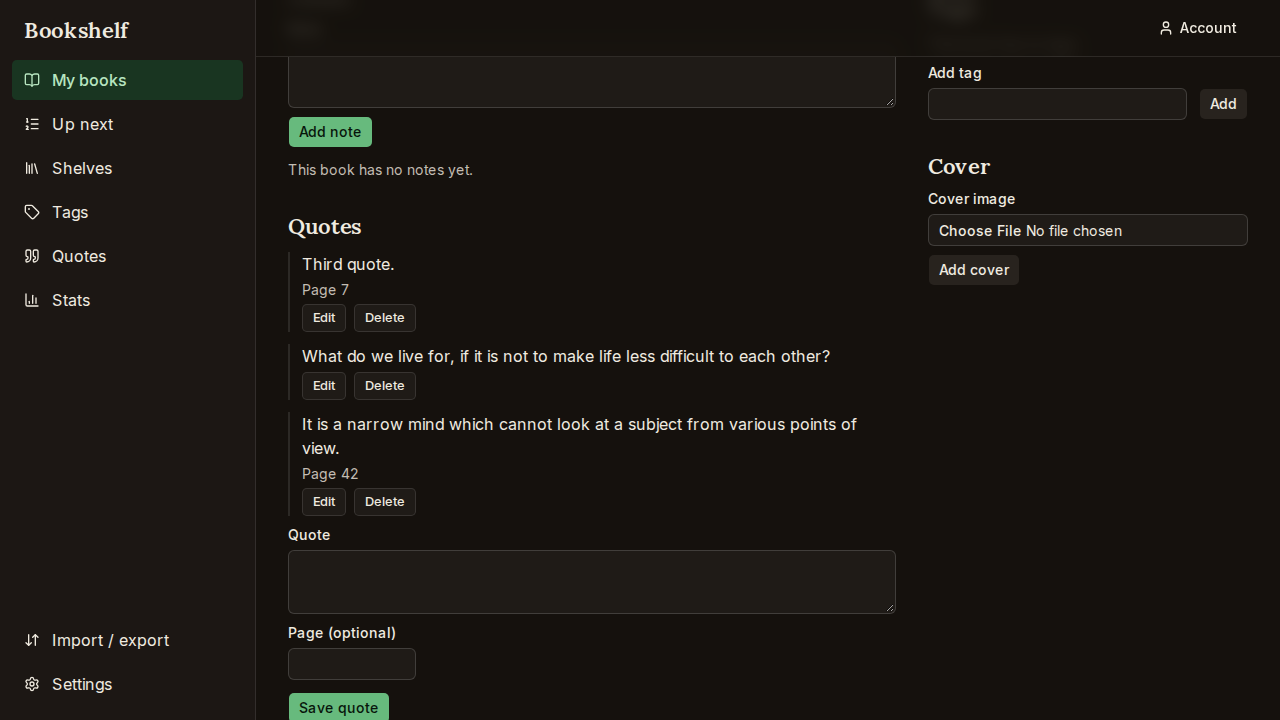 Bookshelf
My books
Up next
Shelves
Tags
Quotes
Stats
Import / export
Settings
Account
Add note
This book has no notes yet.
Quotes
Third quote.
Page 7
Edit
Delete
What do we live for, if it is not to make life less difficult to each other?
Edit
Delete
It is a narrow mind which cannot look at a subject from various points of
view.
Page 42
Edit
Delete
Quote
Page (optional)
Save quote
Add tag
Add
Cover
Cover image
Choose File No file chosen
Add cover